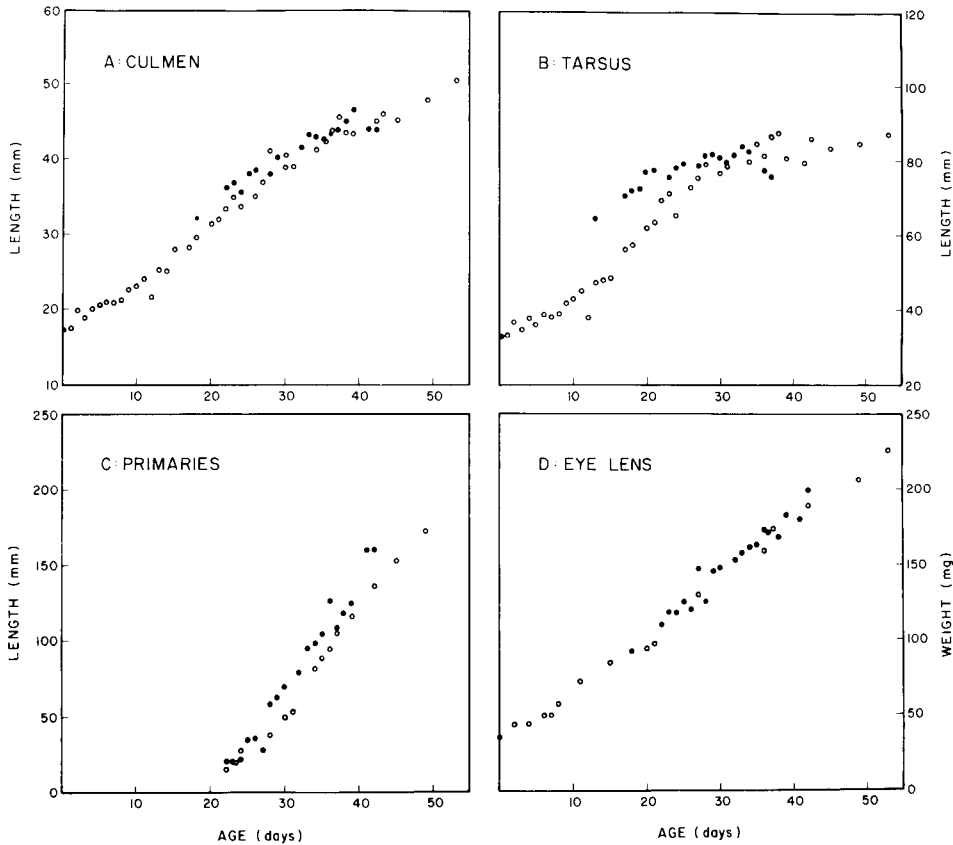 A: CULMEN
60
50
40
30
20
10
LENGTH (mm)
10 20 30 40 50
B: TARSUS
120
100
80
60
40
20
LENGTH (mm)
10 20 30 40 50
C: PRIMARIES
250
200
150
100
50
0
LENGTH (mm)
10 20 30 40 50
AGE (days)
D: EYE LENS
250
200
150
100
50
0
WEIGHT (mg)
10 20 30 40 50
AGE (days)